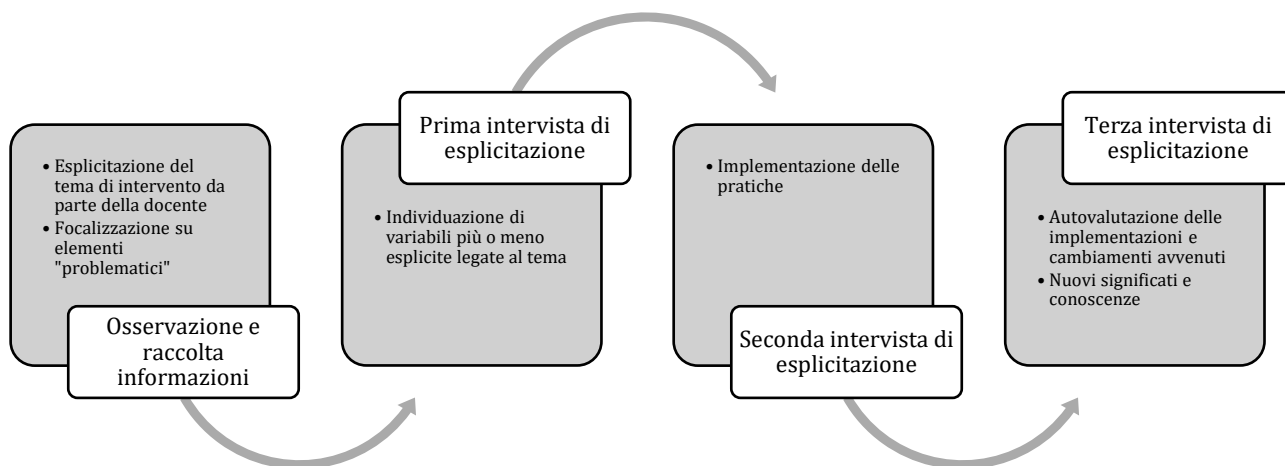 • Esplicitazione del
tema di intervento da
parte della docente
• Focalizzazione su
elementi
"problematici"
Osservazione e
raccolta
informazioni
Prima intervista di
esplicitazione
• Individuazione di
variabili più o meno
esplicite legate al tema
• Implementazione delle
pratiche
Seconda intervista di
esplicitazione
Terza intervista di
esplicitazione
• Autovalutazione delle
implementazioni e
cambiamenti avvenuti
• Nuovi significati e
conoscenze